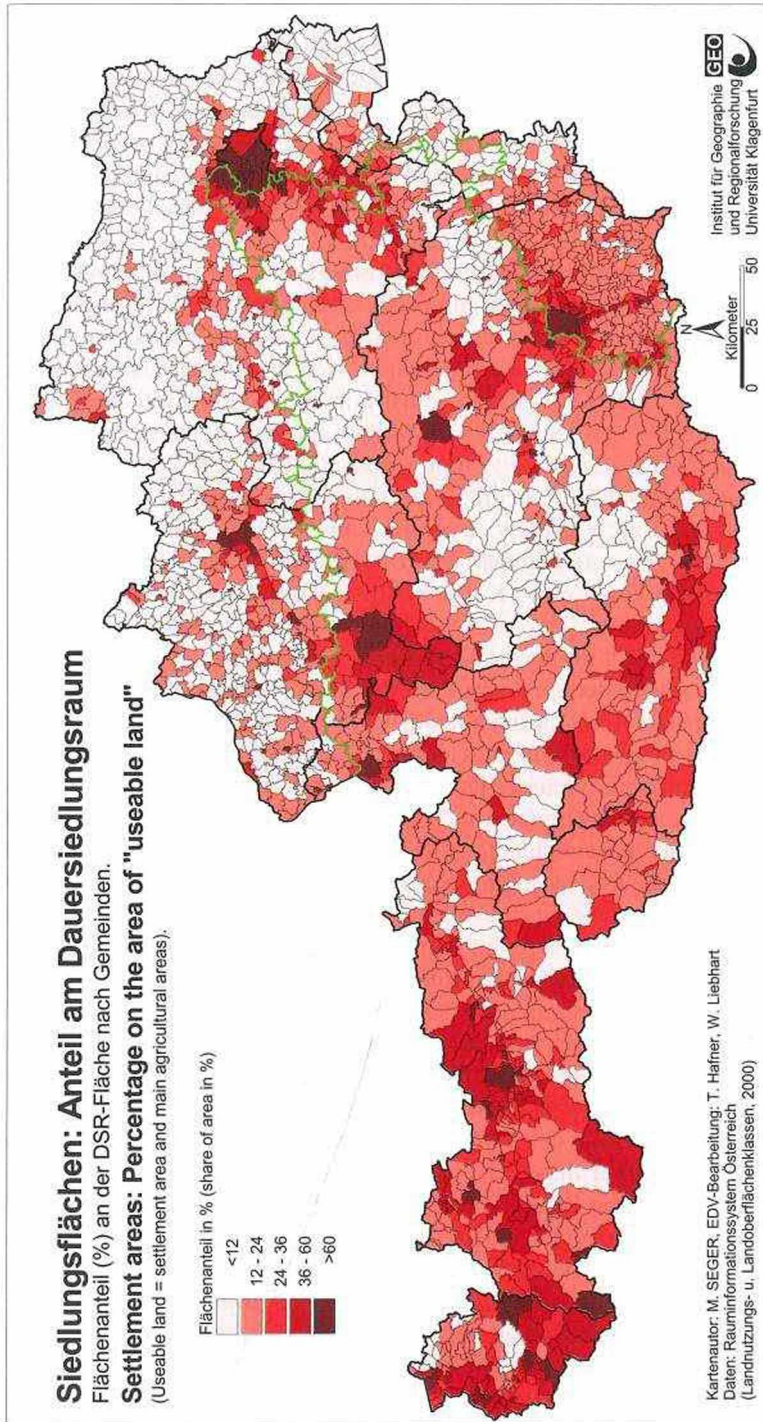 Siedlungsflächen: Anteil am Dauersiedlungsraum
Flächenanteil (%) an der DSR-Fläche nach Gemeinden.
Settlement areas: Percentage on the area of "useable land"
(Useable land = settlement area and main agricultural areas).
Flächenanteil in % (share of area in %)
<12
12 - 24
24 - 36
36 - 60
>60
Kartenautor: M. SEGER, EDV-Bearbeitung: T. Hafner, W. Liebhart
Daten: Rauminformationssystem Österreich
(Landnutzungs- u. Landoberflächenklassen, 2000)
N
Kilometer
0 25 50
Institut für Geographie
und Regionalforschung
Universität Klagenfurt
GEO